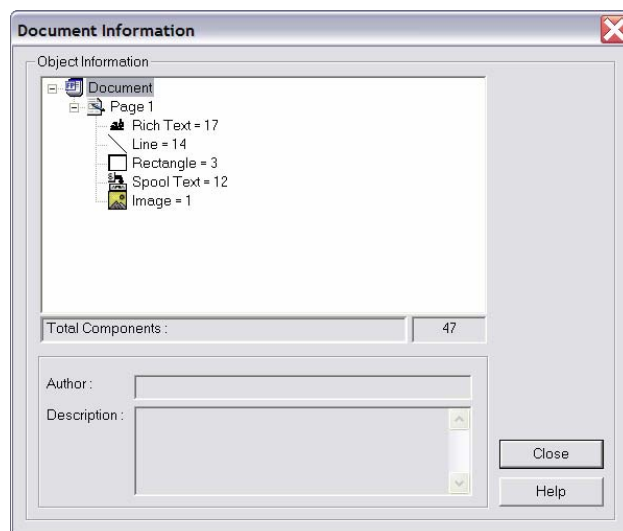 Document Information
Object Information
Document
Page 1
Rich Text = 17
Line = 14
Rectangle = 3
Spool Text = 12
Image = 1
Total Components : 47
Author :
Description :
Close
Help